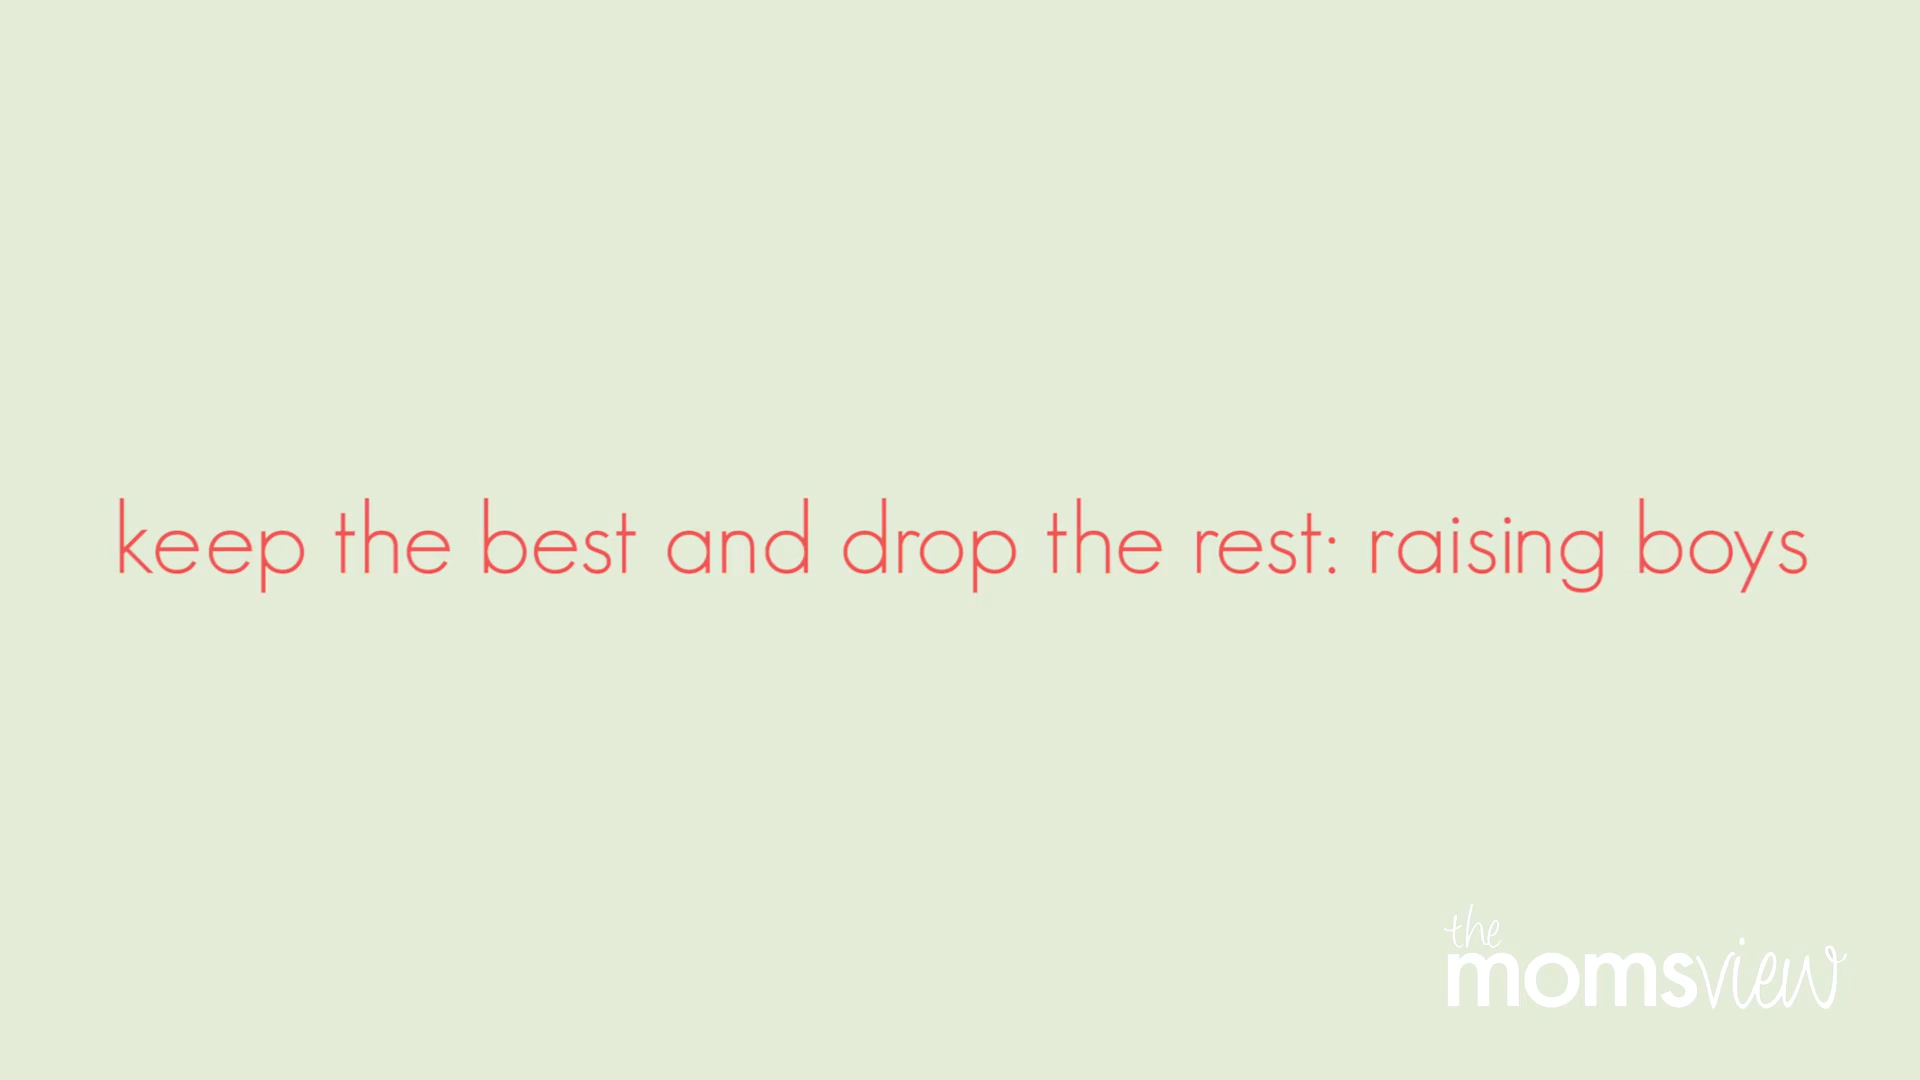 keep the best and drop the rest: raising boys
the
momsview